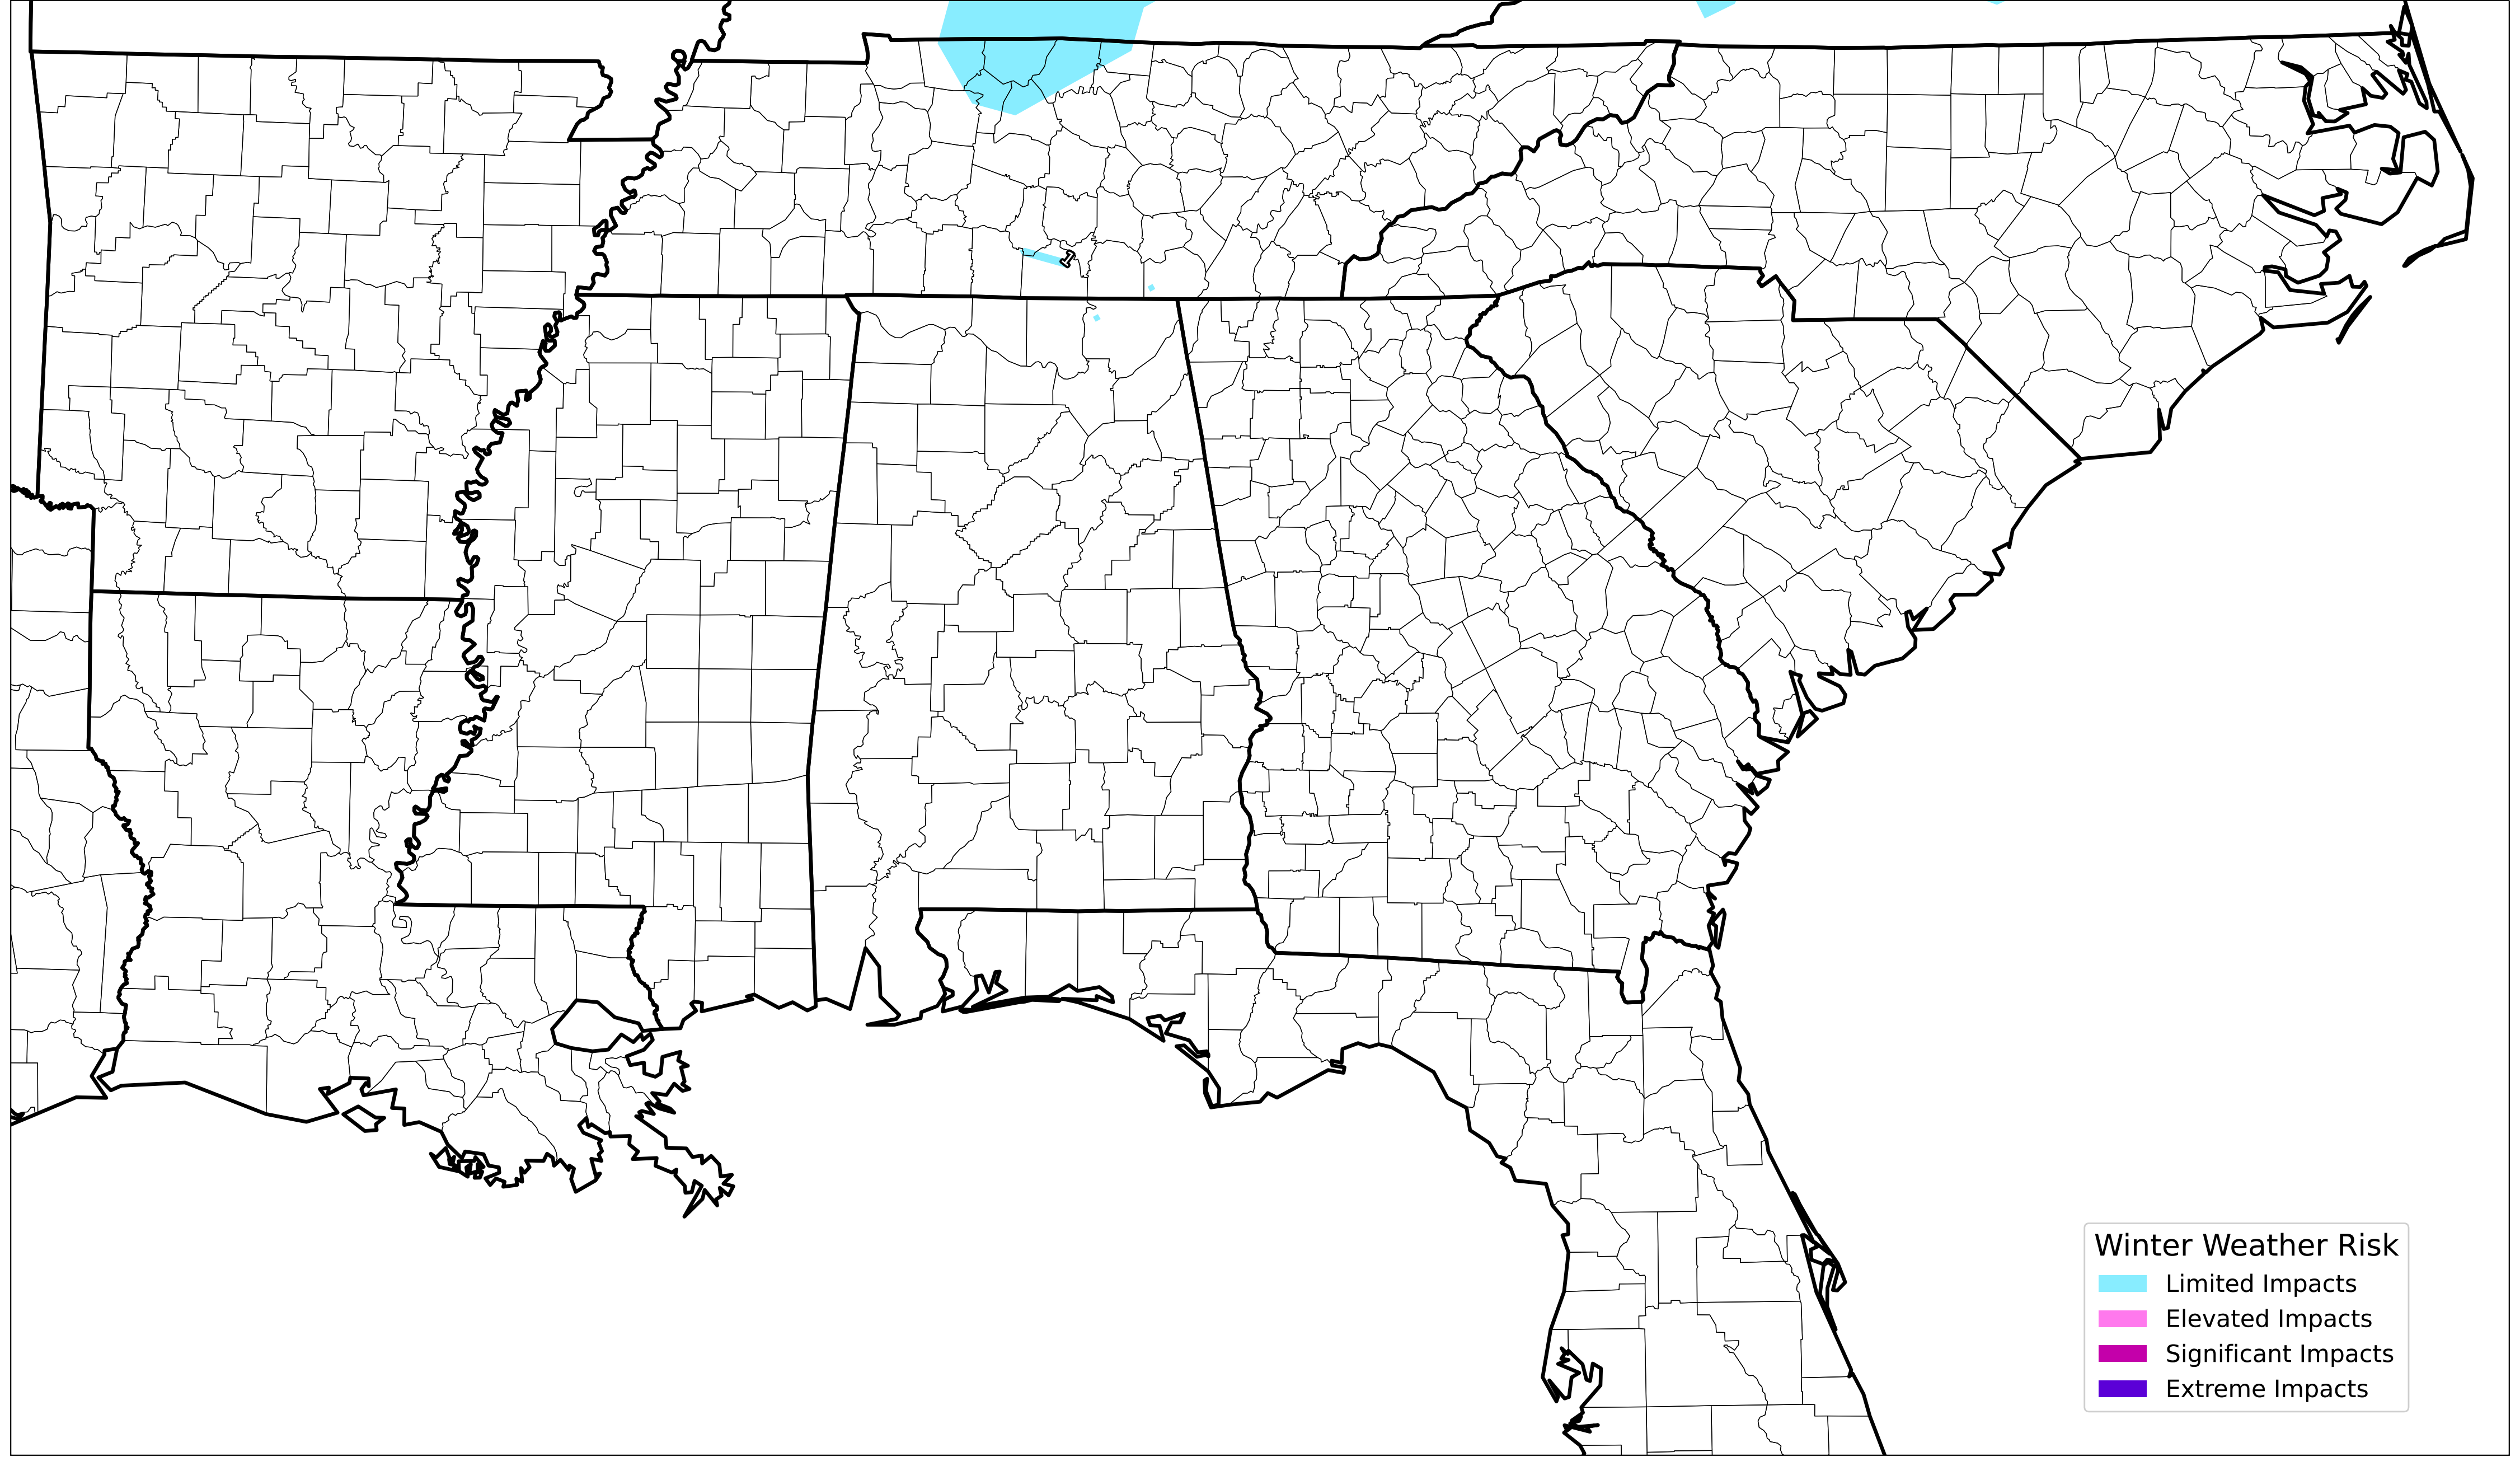 Winter Weather Risk
Limited Impacts
Elevated Impacts
Significant Impacts
Extreme Impacts